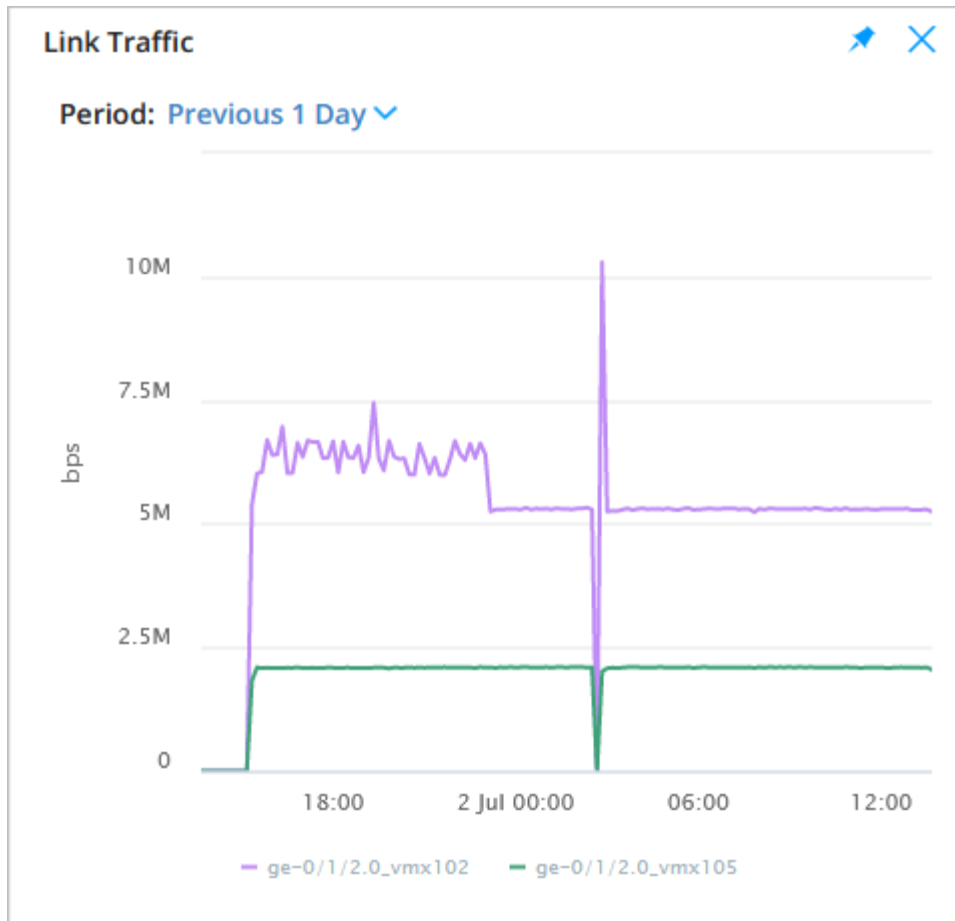 Link Traffic
Period: Previous 1 Day
10M
7.5M
5M
2.5M
0
bps
18:00 2 Jul 00:00 06:00 12:00
ge-0/1/2.0_vmx102 ge-0/1/2.0_vmx105